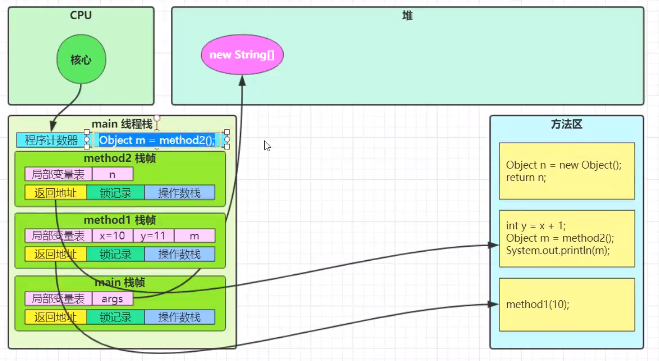 CPU
核心
堆
new String[]
main 线程栈
程序计数器 Object m = method2();
method2 栈帧
局部变量表 n
返回地址 锁记录 操作数栈
method1 栈帧
局部变量表 x=10 y=11 m
返回地址 锁记录 操作数栈
main 栈帧
局部变量表 args
返回地址 锁记录 操作数栈
方法区
Object n = new Object();
return n;
int y = x + 1;
Object m = method2();
System.out.println(m);
method1(10);